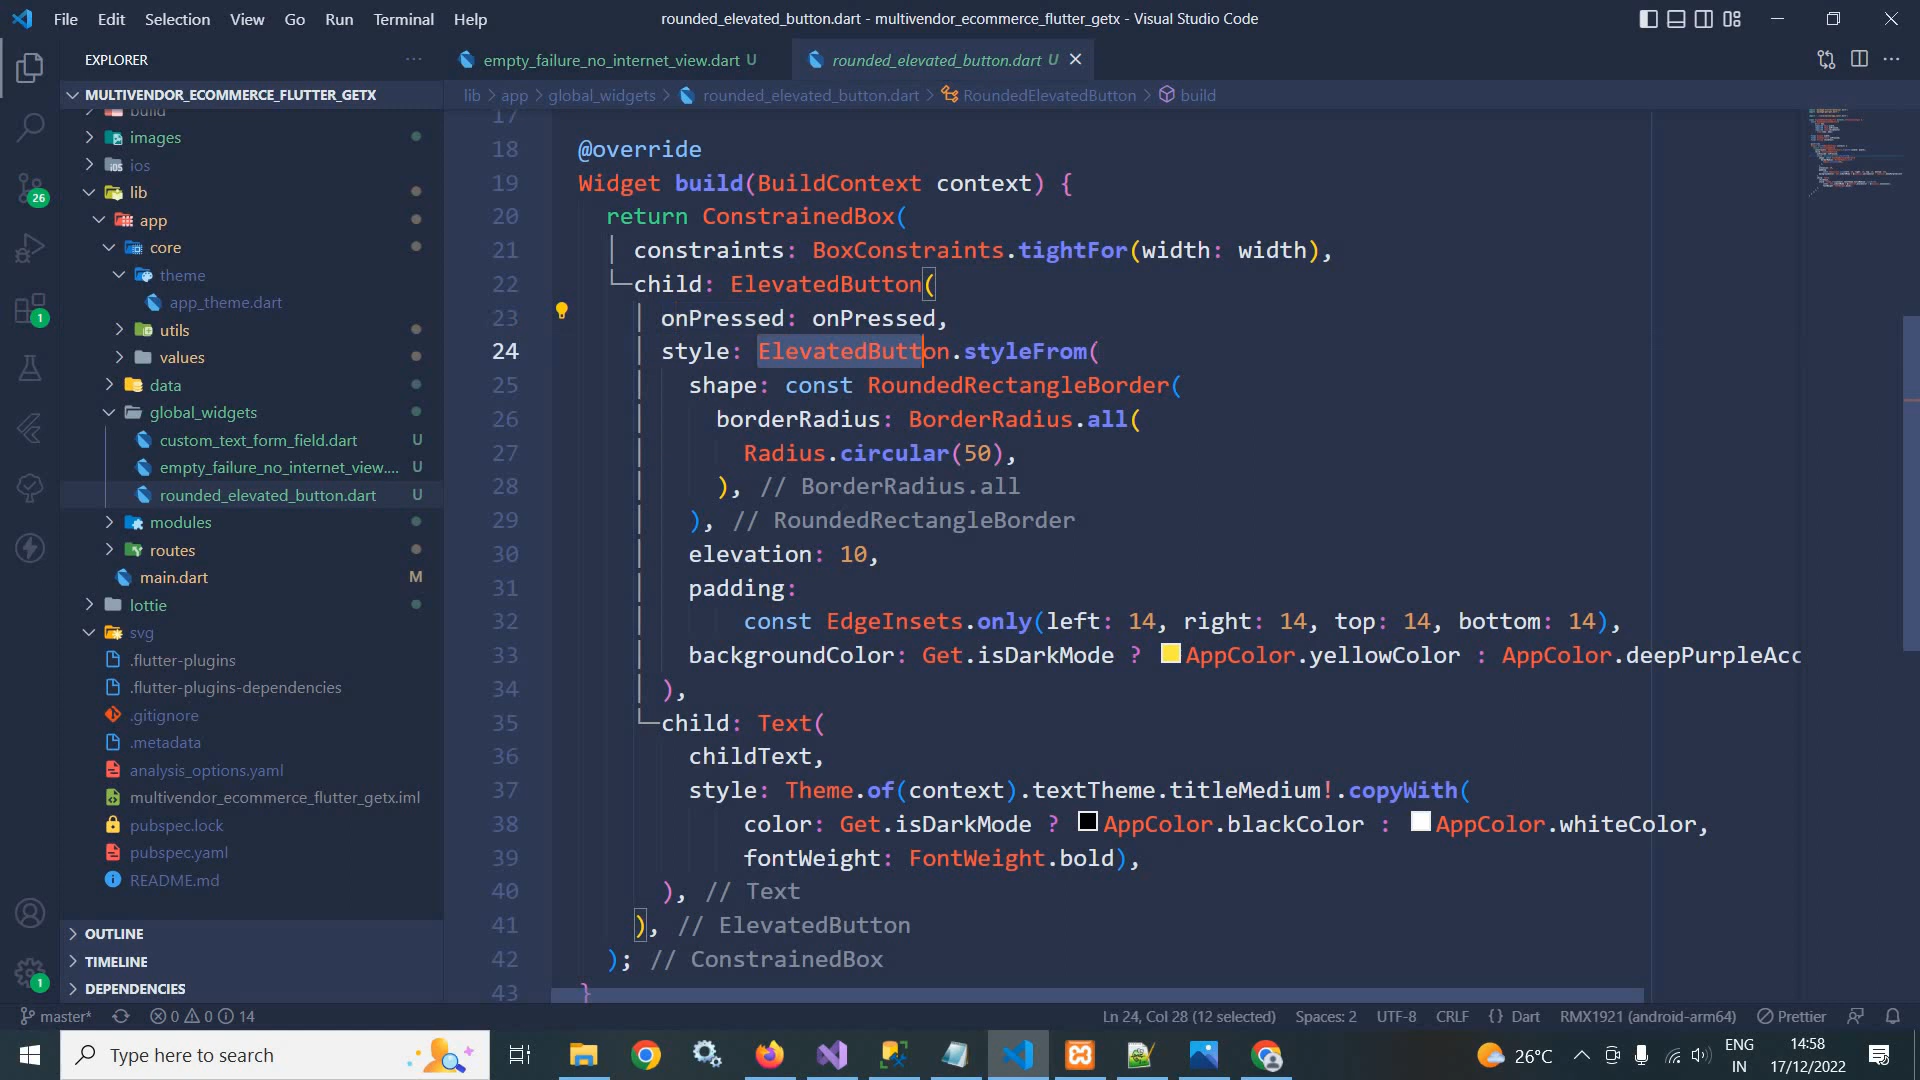 File Edit Selection View Go Run Terminal Help
rounded_elevated_button.dart - multivendor_ecommerce_flutter_getx - Visual Studio Code
EXPLORER
MULTIVENDOR_ECOMMERCE_FLUTTER_GETX
build
images
ios
lib
app
core
theme
app_theme.dart
utils
values
data
global_widgets
custom_text_form_field.dart U
empty_failure_no_internet_view.... U
rounded_elevated_button.dart U
modules
routes
main.dart M
lottie
svg
.flutter-plugins
.flutter-plugins-dependencies
.gitignore
.metadata
analysis_options.yaml
multivendor_ecommerce_flutter_getx.iml
pubspec.lock
pubspec.yaml
README.md
OUTLINE
TIMELINE
DEPENDENCIES
26
1
1
empty_failure_no_internet_view.dart U
rounded_elevated_button.dart U
lib > app > global_widgets > rounded_elevated_button.dart > RoundedElevatedButton > build
17
18 @override
19 Widget build(BuildContext context) {
20 return ConstrainedBox(
21 constraints: BoxConstraints.tightFor(width: width),
22 child: ElevatedButton(
23 onPressed: onPressed,
24 style: ElevatedButton.styleFrom(
25 shape: const RoundedRectangleBorder(
26 borderRadius: BorderRadius.all(
27 Radius.circular(50),
28 ), // BorderRadius.all
29 ), // RoundedRectangleBorder
30 elevation: 10,
31 padding:
32 const EdgeInsets.only(left: 14, right: 14, top: 14, bottom: 14),
33 backgroundColor: Get.isDarkMode ? AppColor.yellowColor : AppColor.deepPurpleAcc
34 ),
35 child: Text(
36 childText,
37 style: Theme.of(context).textTheme.titleMedium!.copyWith(
38 color: Get.isDarkMode ? AppColor.blackColor : AppColor.whiteColor,
39 fontWeight: FontWeight.bold),
40 ), // Text
41 ), // ElevatedButton
42 ); // ConstrainedBox
43 }
master* 0 0 14
Ln 24, Col 28 (12 selected) Spaces: 2 UTF-8 CRLF {} Dart RMX1921 (android-arm64) Prettier
Type here to search
26°C
ENG
IN
14:58
17/12/2022